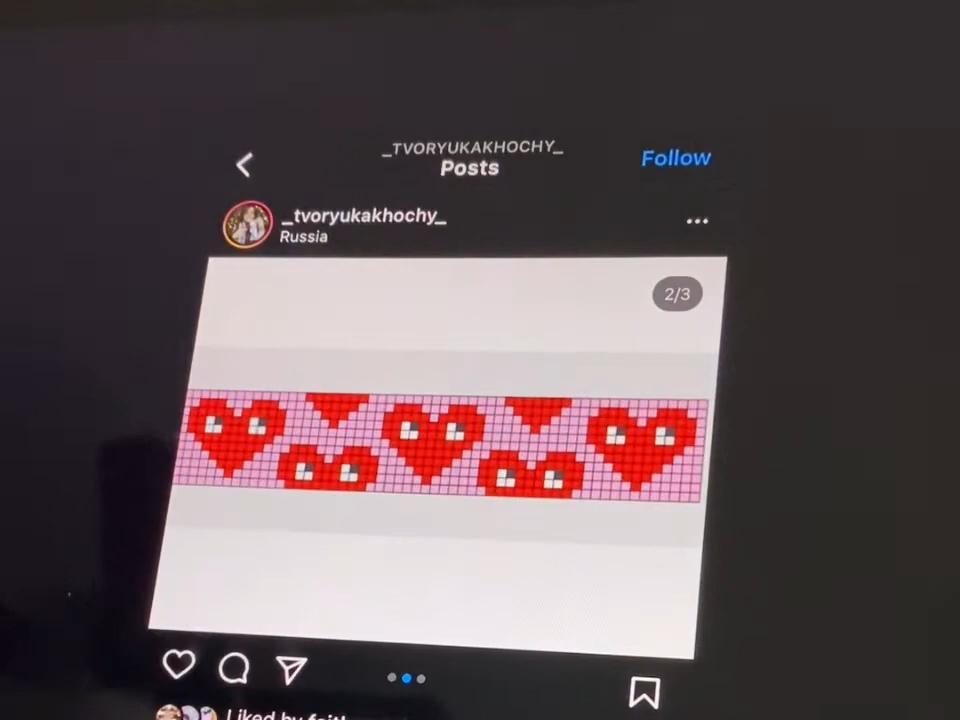 _TVORYUKAKHOCHY_
Posts
Follow
_tvoryukakhochy_
Russia
2/3
Liked by